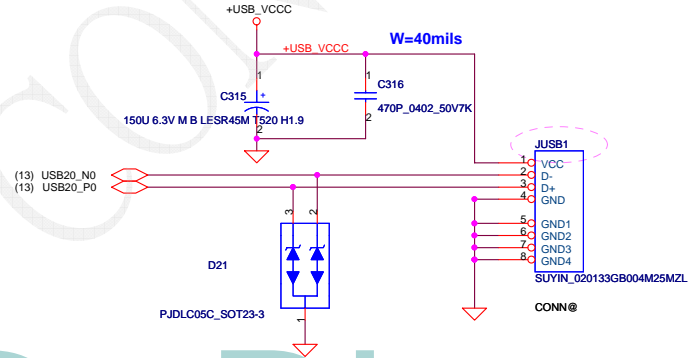 +USB_VCCC
W=40mils
+USB_VCCC
1
1
C315
+
C316
470P_0402_50V7K
150U 6.3V M B LESR45M T520 H1.9
2
2
JUSB1
1 VCC
(13) USB20_N0
2 D-
(13) USB20_P0
3 D+
4 GND
3
2
5 GND1
6 GND2
7 GND3
8 GND4
D21
SUYIN_020133GB004M25MZL
CONN@
PJDLC05C_SOT23-3
1